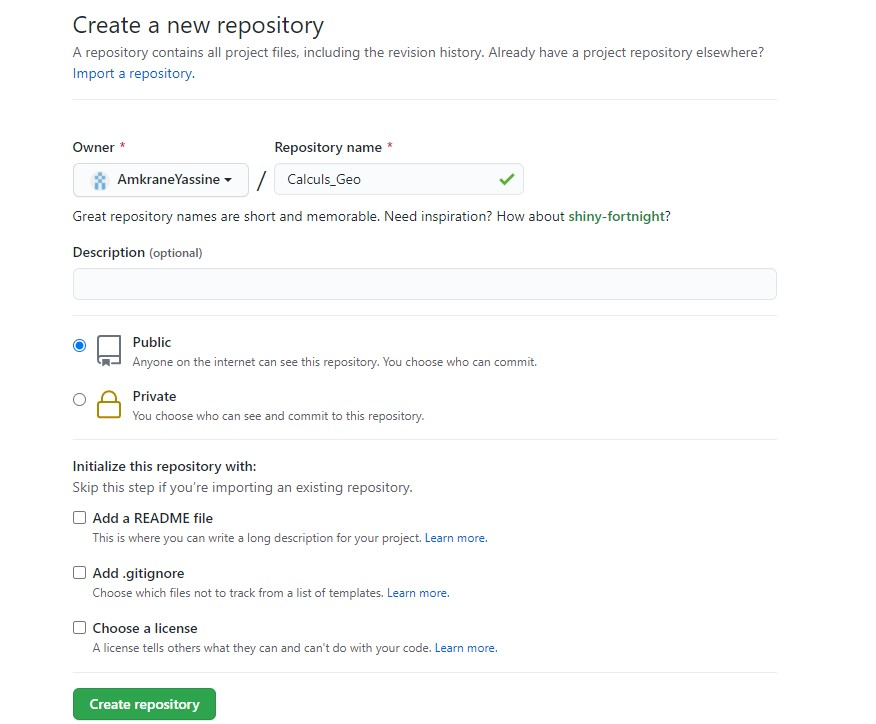 Create a new repository
A repository contains all project files, including the revision history. Already have a project repository elsewhere?
Import a repository.
Owner *
Repository name *
AmkraneYassine
/
Calculs_Geo
Great repository names are short and memorable. Need inspiration? How about shiny-fortnight?
Description (optional)
Public
Anyone on the internet can see this repository. You choose who can commit.
Private
You choose who can see and commit to this repository.
Initialize this repository with:
Skip this step if you're importing an existing repository.
Add a README file
This is where you can write a long description for your project. Learn more.
Add .gitignore
Choose which files not to track from a list of templates. Learn more.
Choose a license
A license tells others what they can and can't do with your code. Learn more.
Create repository